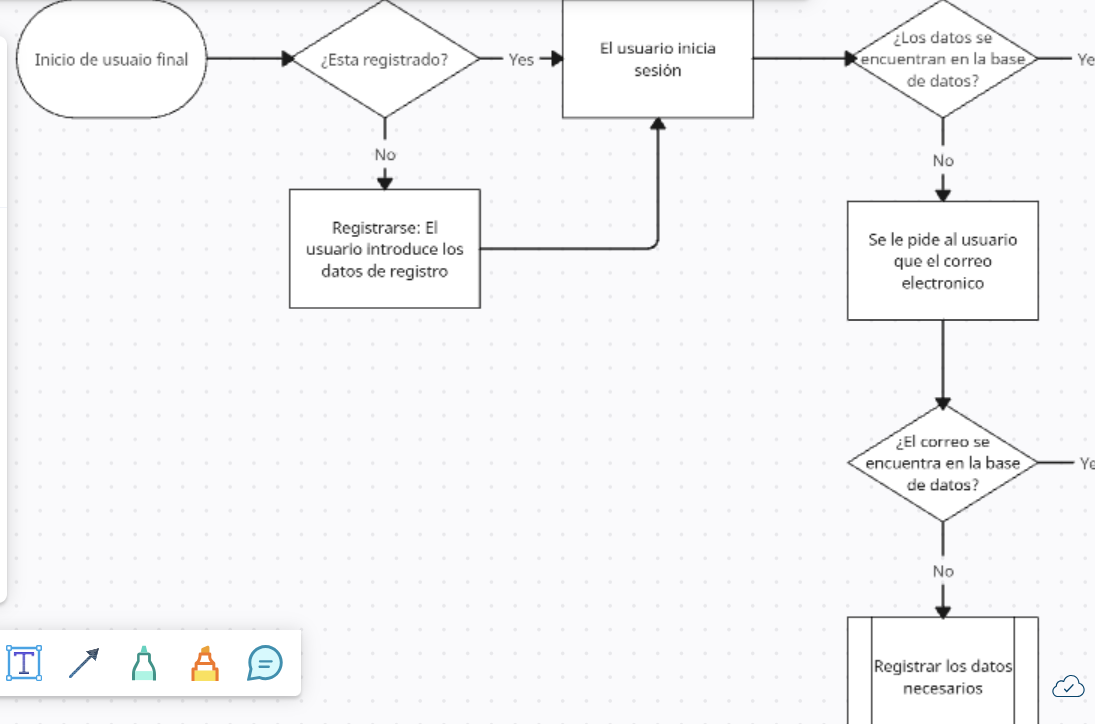 Inicio de usuaio final
¿Esta registrado?
Yes
El usuario inicia
sesión
¿Los datos se
encuentran en la base
de datos?
Ye
No
Registrarse: El
usuario introduce los
datos de registro
No
Se le pide al usuario
que el correo
electronico
¿El correo se
encuentra en la base
de datos?
Ye
No
Registrar los datos
necesarios
T